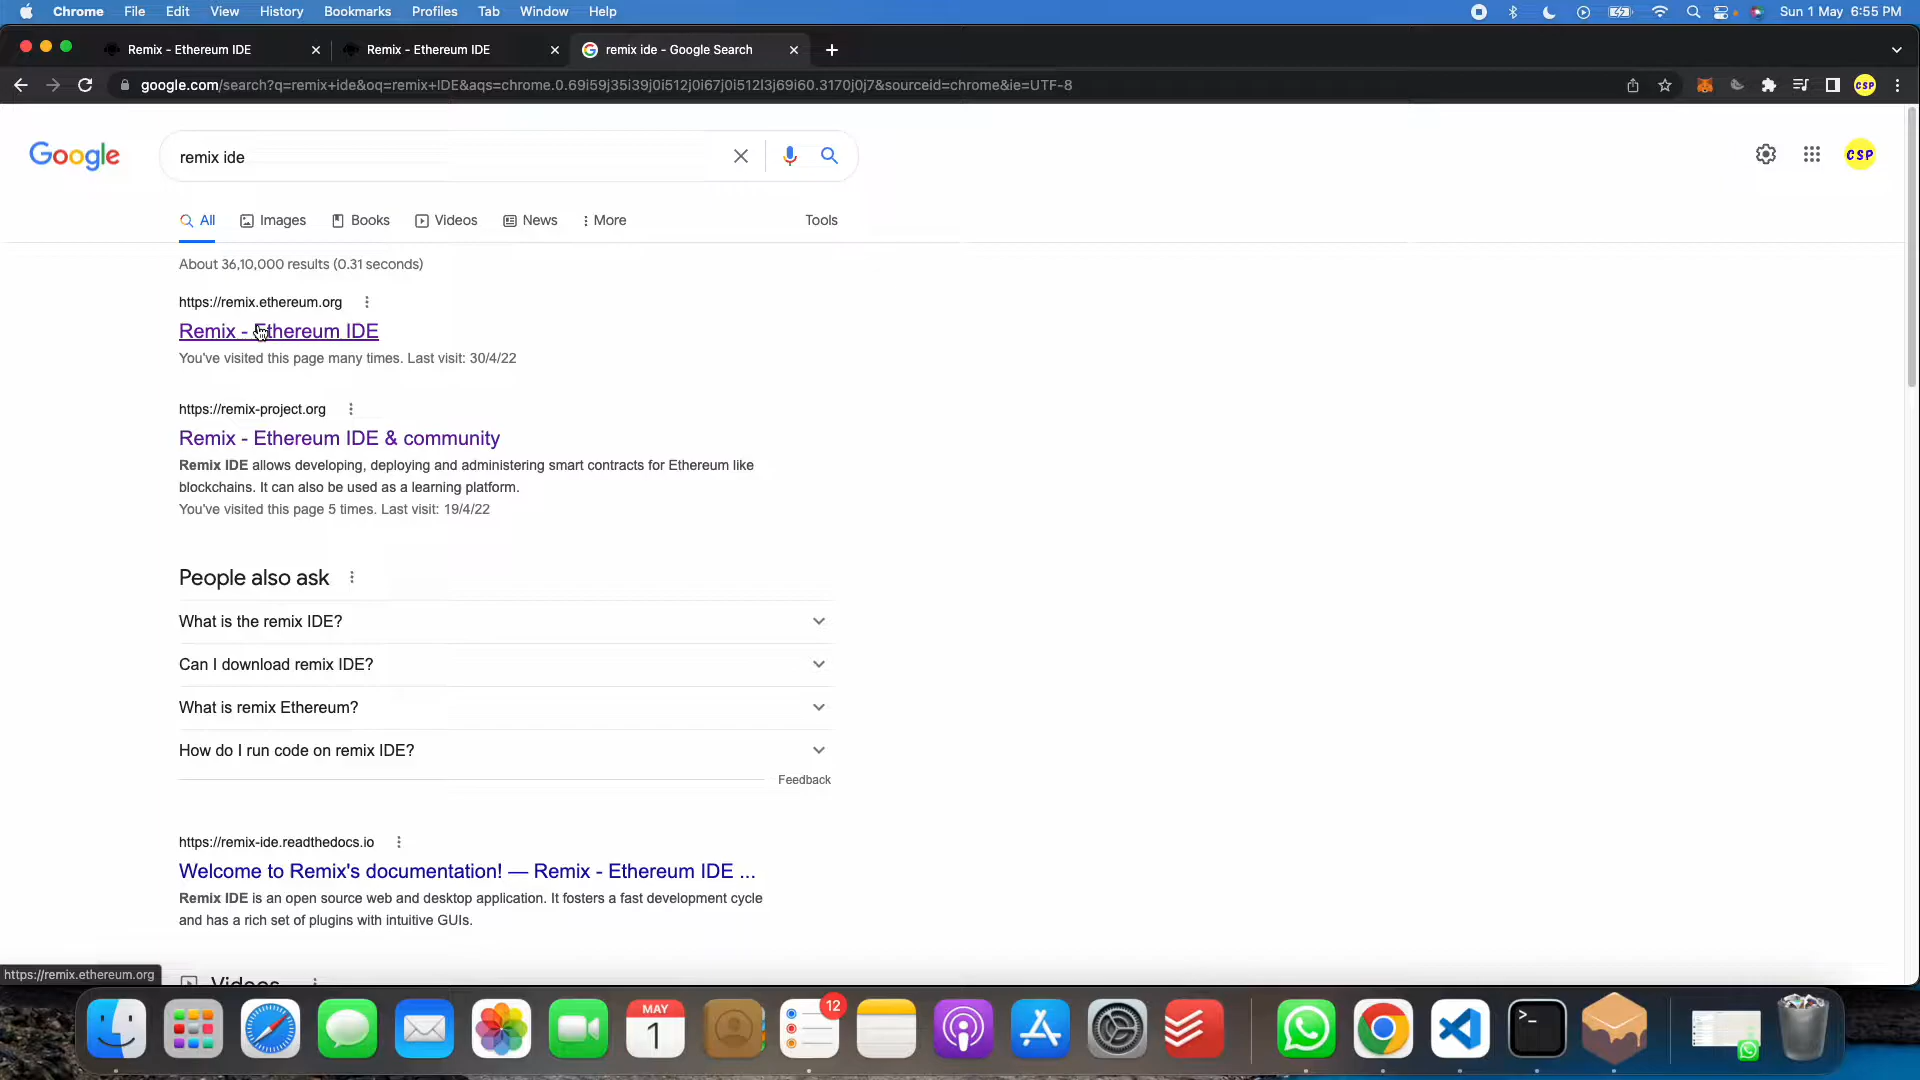 Chrome File Edit View History Bookmarks Profiles Tab Window Help Sun 1 May 6:55 PM
Remix - Ethereum IDE Remix - Ethereum IDE remix ide - Google Search
google.com/search?q=remix+ide&oq=remix+IDE&aqs=chrome.0.69i59j35i39j0i512j0i67j0i512l3j69i60.3170j0j7&sourceid=chrome&ie=UTF-8 CSP
Google remix ide CSP
All Images Books Videos News More Tools
About 36,10,000 results (0.31 seconds)
https://remix.ethereum.org
Remix - Ethereum IDE
You've visited this page many times. Last visit: 30/4/22
https://remix-project.org
Remix - Ethereum IDE & community
Remix IDE allows developing, deploying and administering smart contracts for Ethereum like
blockchains. It can also be used as a learning platform.
You've visited this page 5 times. Last visit: 19/4/22
People also ask
What is the remix IDE?
Can I download remix IDE?
What is remix Ethereum?
How do I run code on remix IDE?
Feedback
https://remix-ide.readthedocs.io
Welcome to Remix's documentation! — Remix - Ethereum IDE ...
Remix IDE is an open source web and desktop application. It fosters a fast development cycle
and has a rich set of plugins with intuitive GUIs.
https://remix.ethereum.org Videos
MAY 12
1